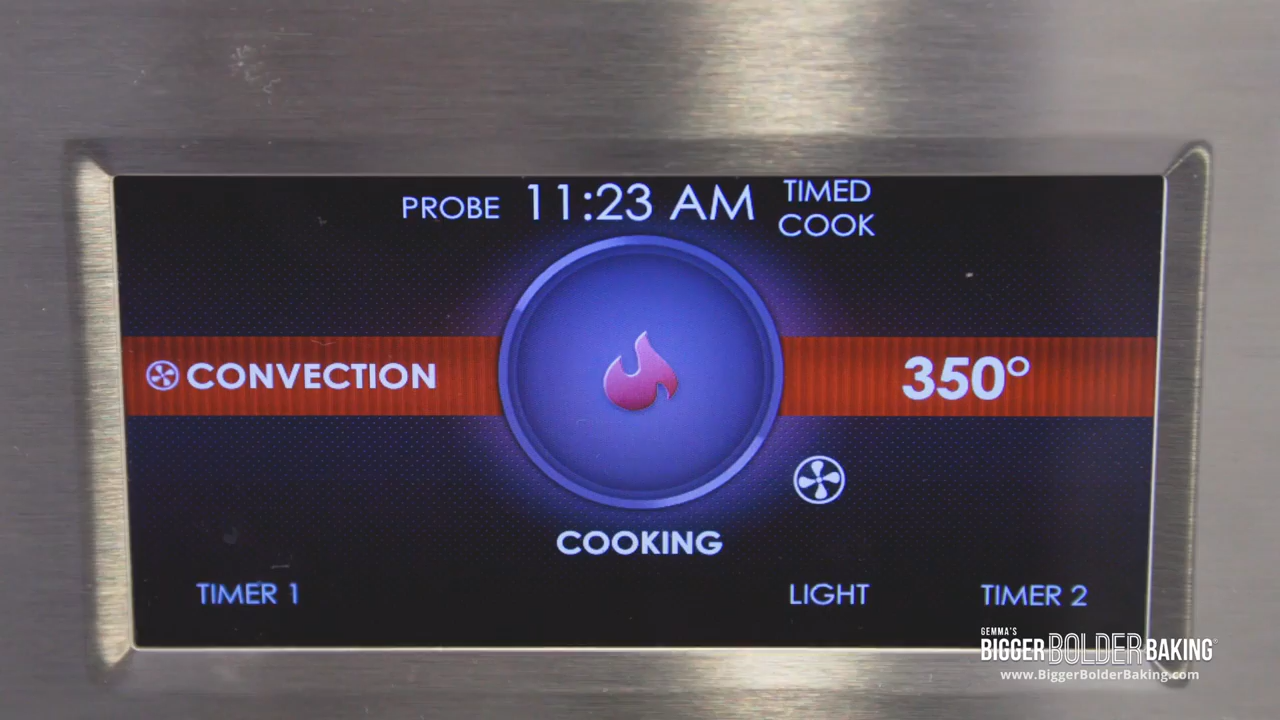 PROBE 11:23 AM TIMED COOK
CONVECTION 350°
COOKING
TIMER 1 LIGHT TIMER 2
GEMMA'S
BIGGER BOLDER BAKING®
www.BiggerBolderBaking.com